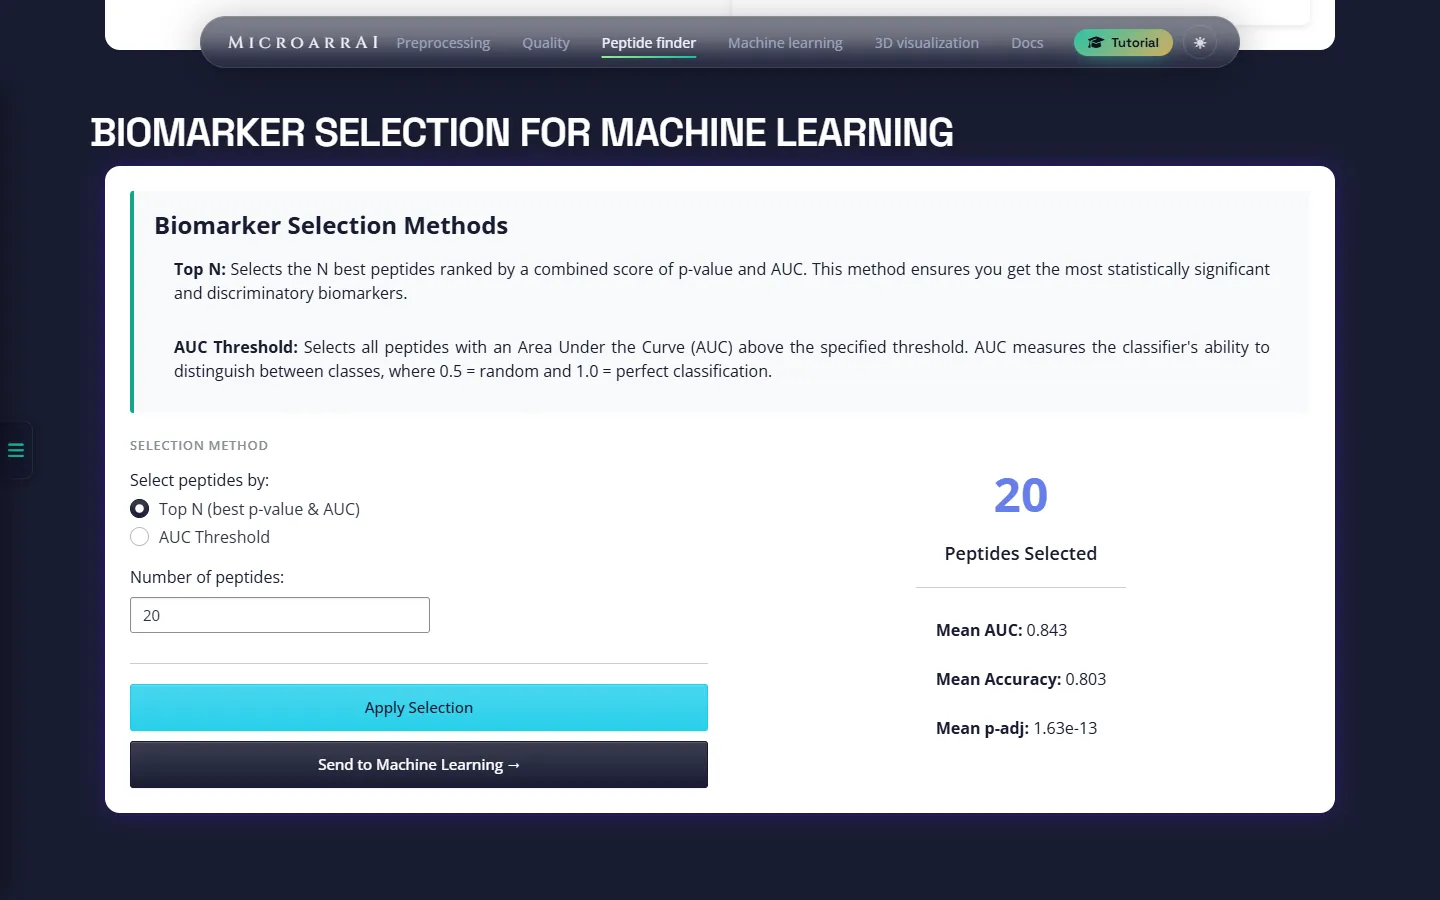 MICROARRAI Preprocessing Quality Peptide finder Machine learning 3D visualization Docs Tutorial
BIOMARKER SELECTION FOR MACHINE LEARNING
Biomarker Selection Methods
Top N: Selects the N best peptides ranked by a combined score of p-value and AUC. This method ensures you get the most statistically significant
and discriminatory biomarkers.
AUC Threshold: Selects all peptides with an Area Under the Curve (AUC) above the specified threshold. AUC measures the classifier's ability to
distinguish between classes, where 0.5 = random and 1.0 = perfect classification.
SELECTION METHOD
Select peptides by:
Top N (best p-value & AUC)
AUC Threshold
Number of peptides:
20
Apply Selection
Send to Machine Learning →
20
Peptides Selected
Mean AUC: 0.843
Mean Accuracy: 0.803
Mean p-adj: 1.63e-13